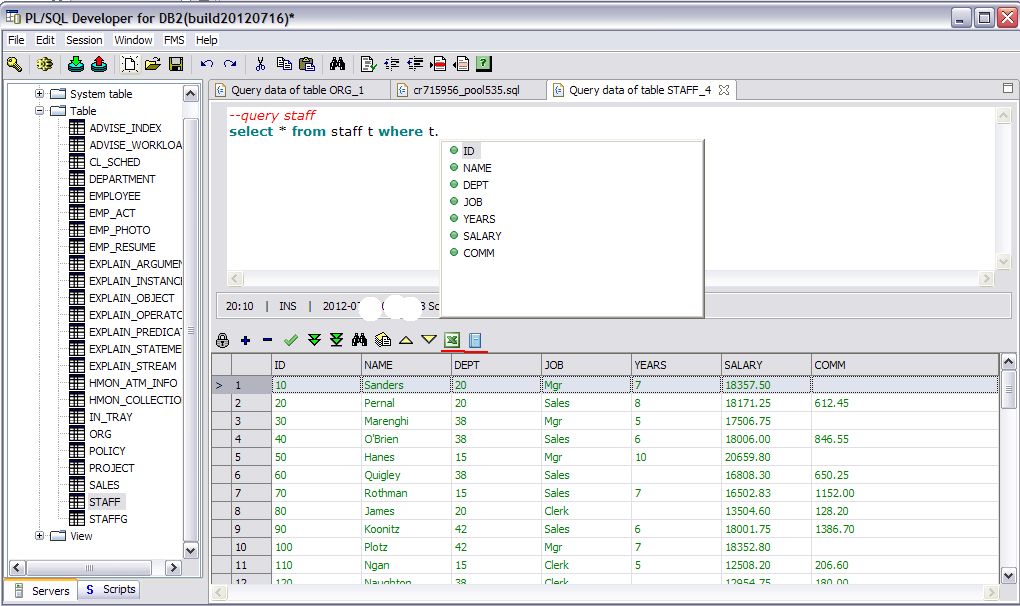 PL/SQL Developer for DB2(build20120716)*
File Edit Session Window FMS Help
System table
Table
ADVISE_INDEX
ADVISE_WORKLOA
CL_SCHED
DEPARTMENT
EMPLOYEE
EMP_ACT
EMP_PHOTO
EMP_RESUME
EXPLAIN_ARGUMEN
EXPLAIN_INSTANC
EXPLAIN_OBJECT
EXPLAIN_OPERATO
EXPLAIN_PREDICAT
EXPLAIN_STATEME
EXPLAIN_STREAM
HMON_ATM_INFO
HMON_COLLECTIO
IN_TRAY
ORG
POLICY
PROJECT
SALES
STAFF
STAFFG
View
Servers S Scripts
Query data of table ORG_1 cr715956_pool535.sql Query data of table STAFF_4
--query staff
select * from staff t where t.
ID
NAME
DEPT
JOB
YEARS
SALARY
COMM
20:10 | INS | 2012-07
ID NAME DEPT JOB YEARS SALARY COMM
> 1 10 Sanders 20 Mgr 7 18357.50
2 20 Pernal 20 Sales 8 18171.25 612.45
3 30 Marenghi 38 Mgr 5 17506.75
4 40 O'Brien 38 Sales 6 18006.00 846.55
5 50 Hanes 15 Mgr 10 20659.80
6 60 Quigley 38 Sales 16808.30 650.25
7 70 Rothman 15 Sales 7 16502.83 1152.00
8 80 James 20 Clerk 13504.60 128.20
9 90 Koonitz 42 Sales 6 18001.75 1386.70
10 100 Plotz 42 Mgr 7 18352.80
11 110 Ngan 15 Clerk 5 12508.20 206.60
12 120 Naughton 38 Clerk 12954.75 180.00